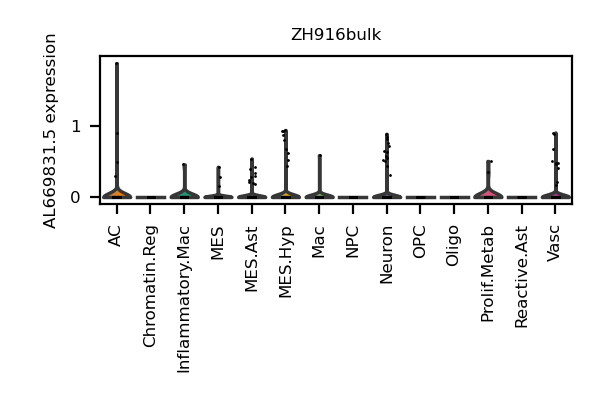 ZH916bulk
AL669831.5 expression
1
0
AC
Chromatin.Reg
Inflammatory.Mac
MES
MES.Ast
MES.Hyp
Mac
NPC
Neuron
OPC
Oligo
Prolif.Metab
Reactive.Ast
Vasc